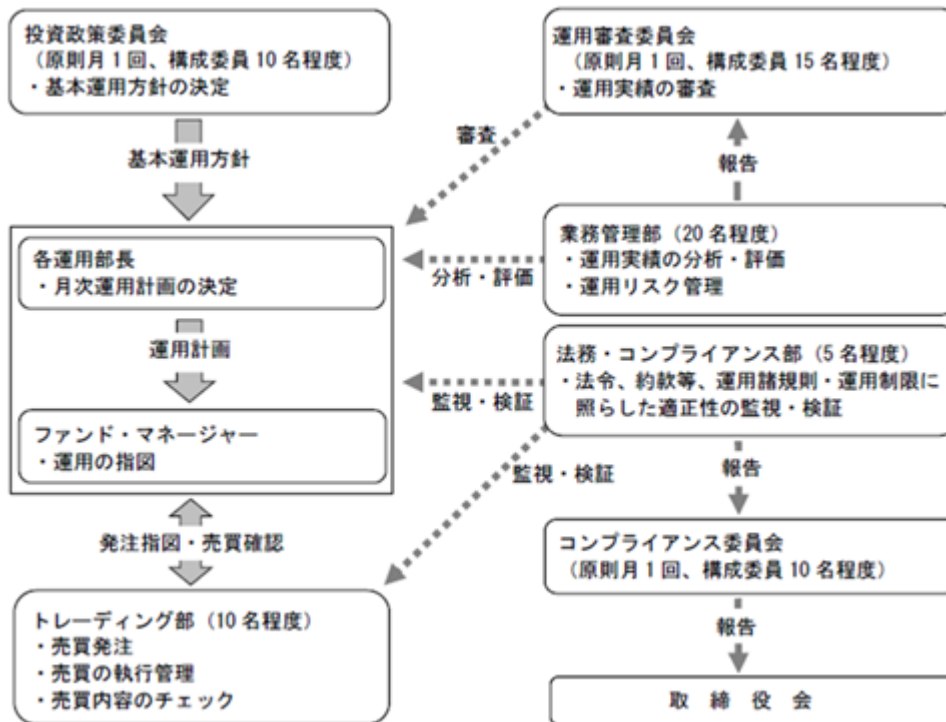 投資政策委員会
（原則月１回、構成委員 10 名程度）
・基本運用方針の決定
基本運用方針
各運用部長
・月次運用計画の決定
運用計画
ファンド・マネージャー
・運用の指図
発注指図・売買確認
トレーディング部（10 名程度）
・売買発注
・売買の執行管理
・売買内容のチェック
運用審査委員会
（原則月１回、構成委員 15 名程度）
・運用実績の審査
審査
報告
業務管理部（20 名程度）
・運用実績の分析・評価
・運用リスク管理
分析・評価
法務・コンプライアンス部（5 名程度）
・法令、約款等、運用諸規則・運用制限に
照らした適正性の監視・検証
監視・検証
監視・検証
報告
コンプライアンス委員会
（原則月１回、構成委員 10 名程度）
報告
取　締　役　会